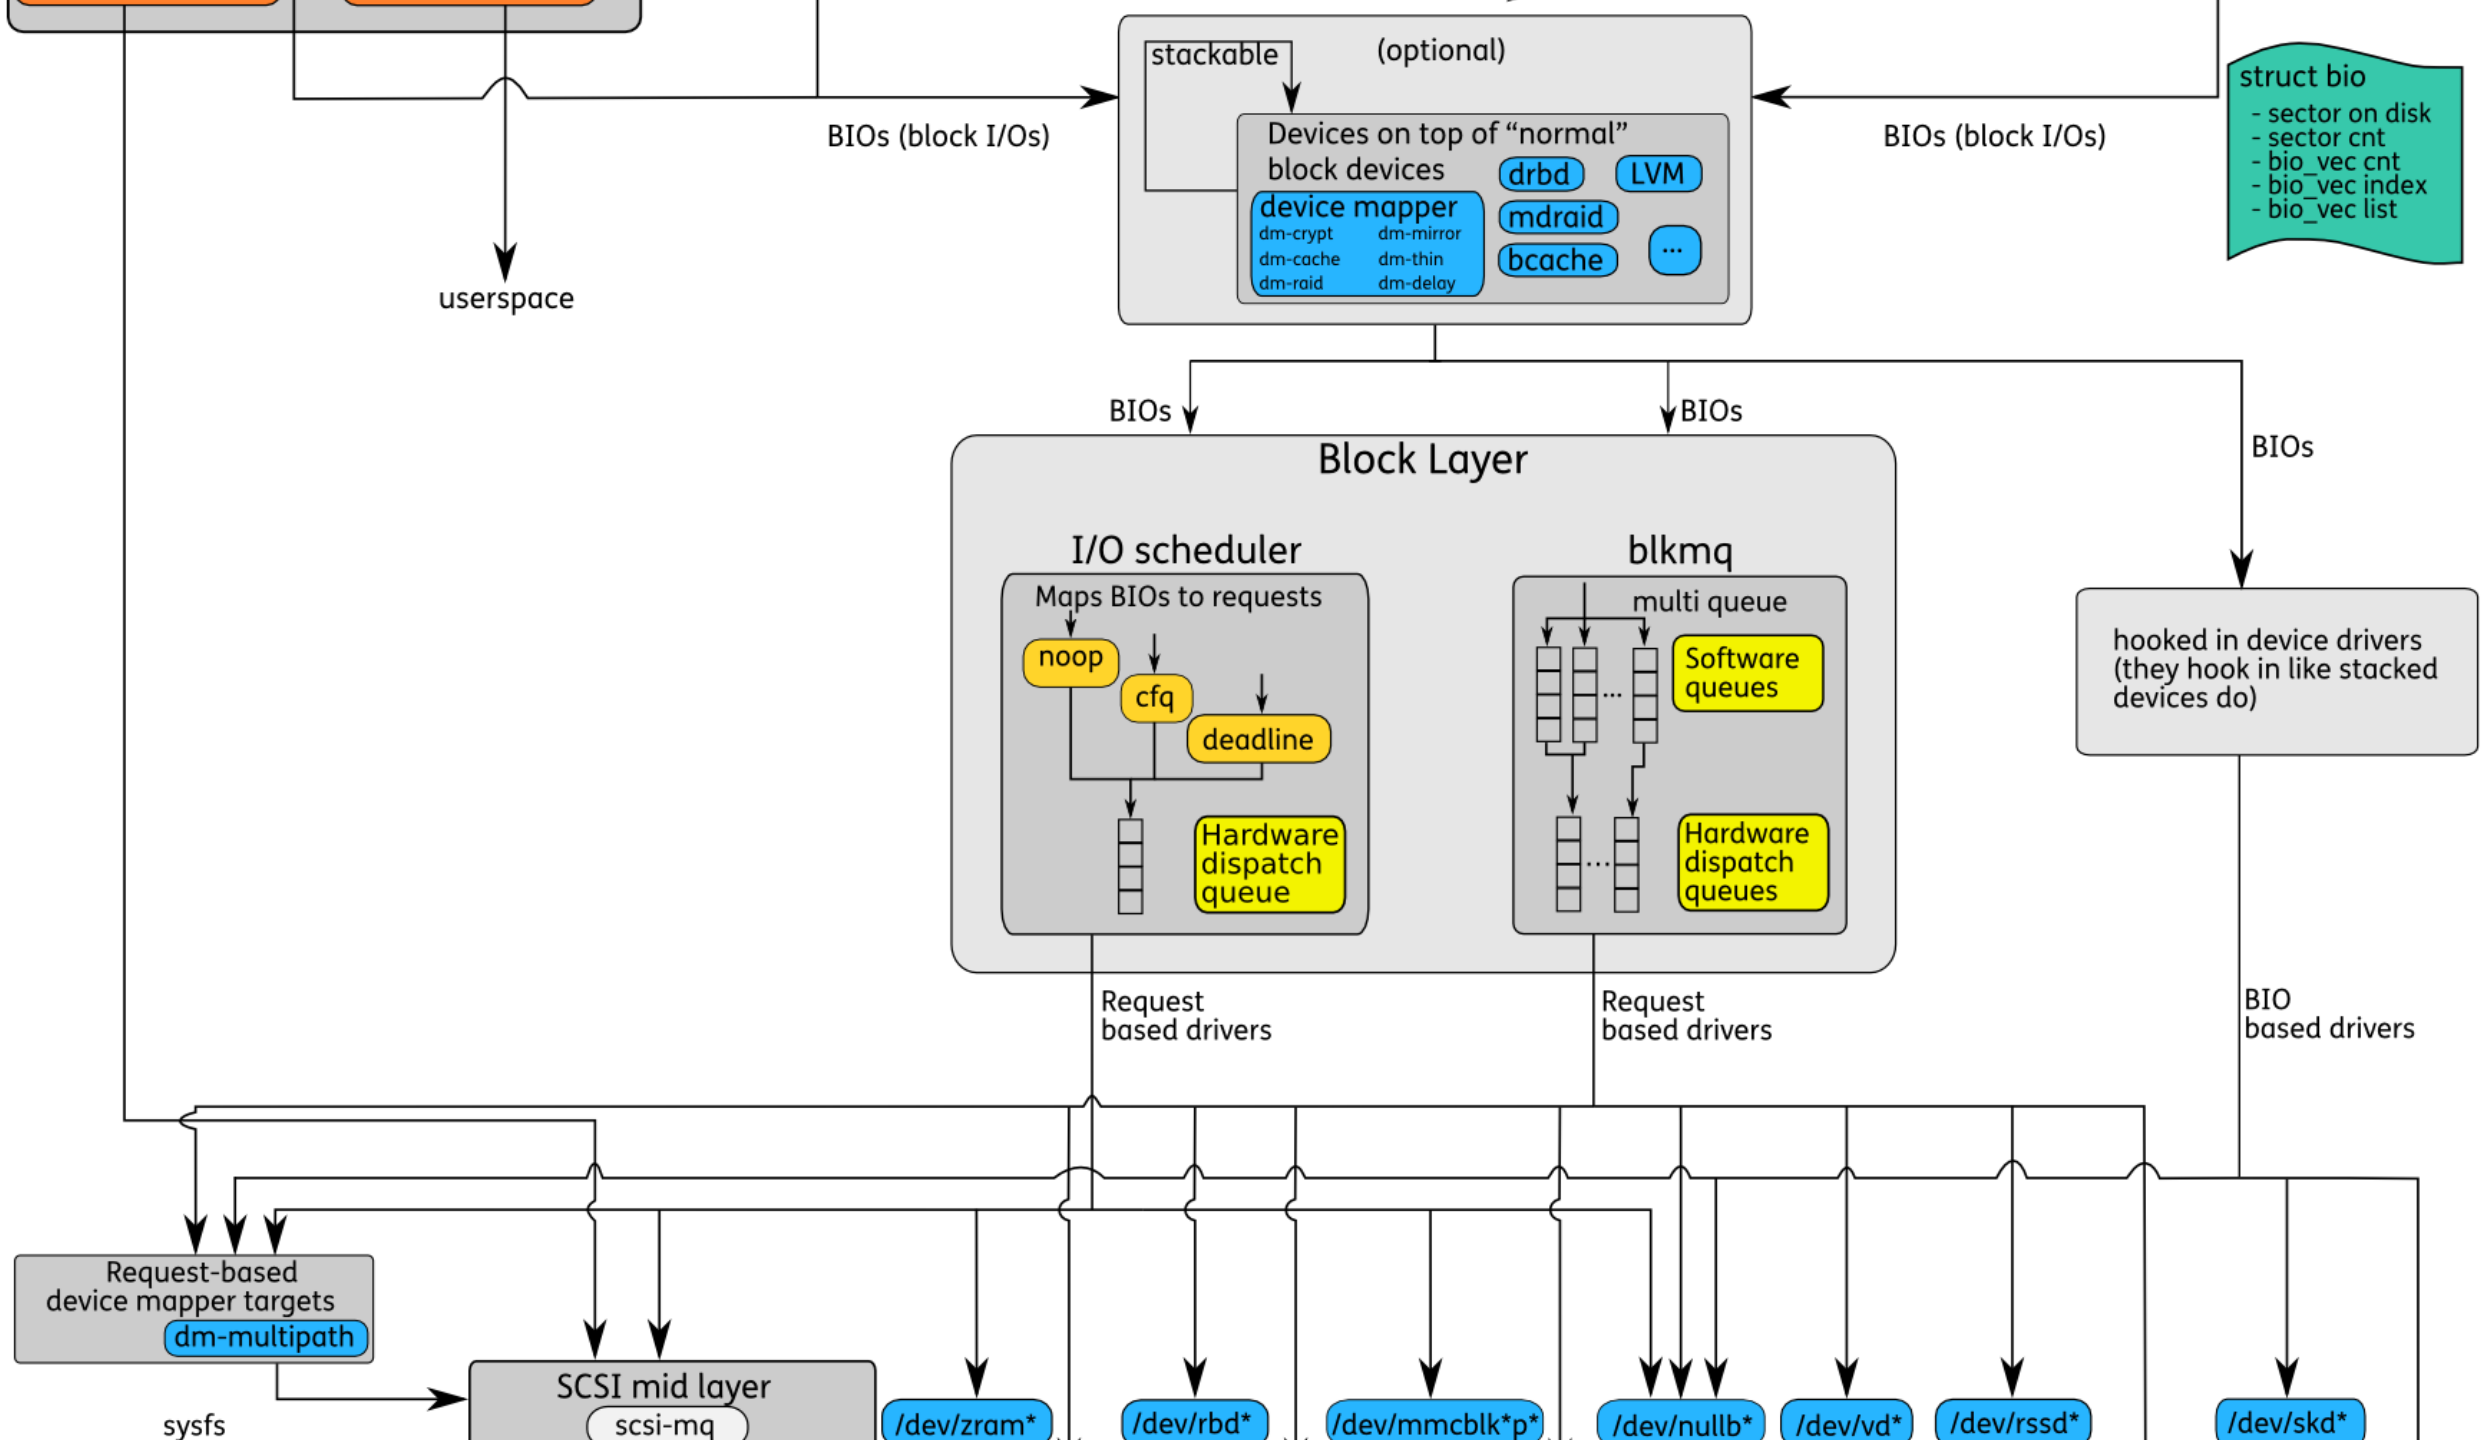 stackable
(optional)
struct bio
- sector on disk
- sector cnt
- bio_vec cnt
- bio_vec index
- bio_vec list
BIOs (block I/Os)
Devices on top of “normal”
block devices
drbd
LVM
device mapper
mdraid
dm-crypt
dm-mirror
...
dm-cache
dm-thin
bcache
dm-raid
dm-delay
BIOs (block I/Os)
userspace
BIOs
BIOs
BIOs
Block Layer
I/O scheduler
blkmq
Maps BIOs to requests
noop
cfq
deadline
Hardware
dispatch
queue
multi queue
Software
queues
...
...
Hardware
dispatch
queues
hooked in device drivers
(they hook in like stacked
devices do)
Request
based drivers
Request
based drivers
BIO
based drivers
Request-based
device mapper targets
dm-multipath
SCSI mid layer
sysfs
scsi-mq
/dev/zram*
/dev/rbd*
/dev/mmcblk*p*
/dev/nullb*
/dev/vd*
/dev/rssd*
/dev/skd*